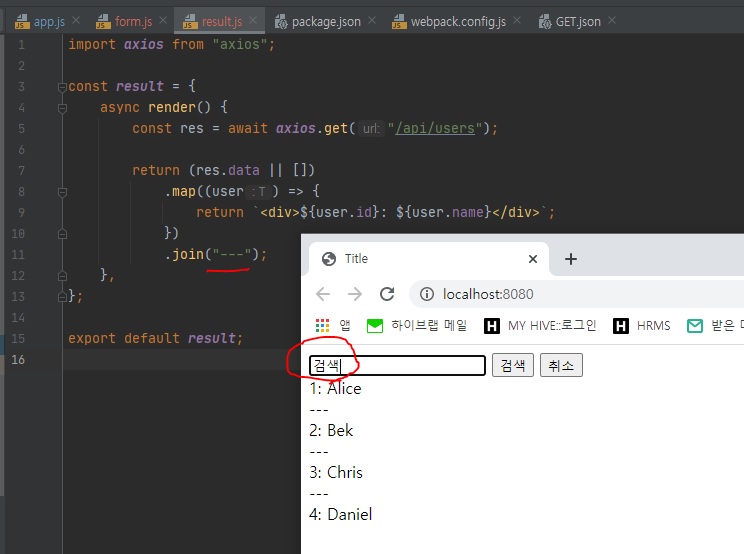 app.js form.js result.js package.json webpack.config.js GET.json
1 import axios from "axios";
2
3 const result = {
4 async render() {
5 const res = await axios.get( url: "/api/users");
6
7 return (res.data || [])
8 .map((user : T ) => {
9 return `<div>${user.id}: ${user.name}</div>`;
10 })
11 .join("---");
12 },
13 };
14
15 export default result;
16
Title
localhost:8080
앱 하이브랩 메일 MY HIVE::로그인 HRMS 받은
검색 검색 취소
1: Alice
---
2: Bek
---
3: Chris
---
4: Daniel